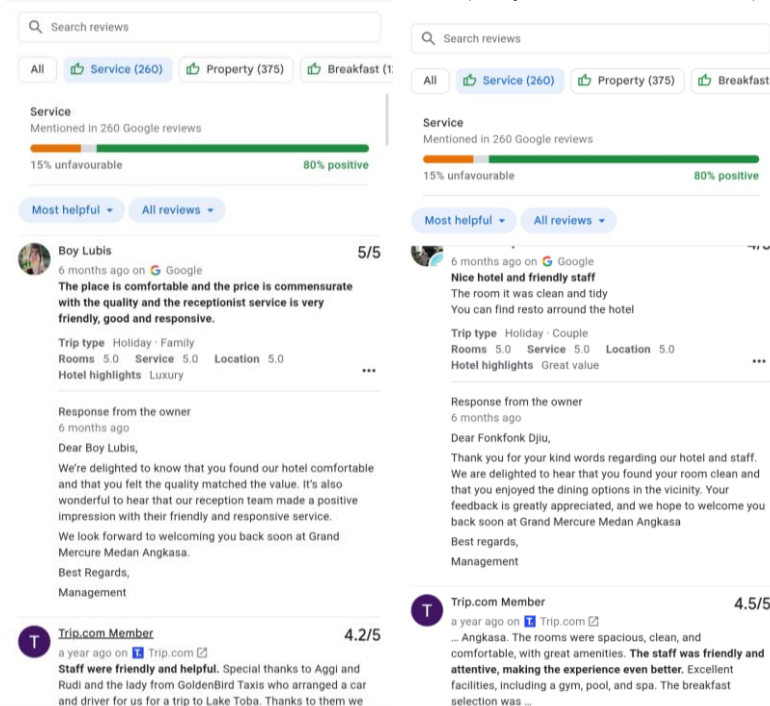 Search reviews
All
Service (260)
Property (375)
Breakfast (1
Service
Mentioned in 260 Google reviews
15% unfavourable
80% positive
Most helpful
All reviews
Boy Lubis
5/5
6 months ago on Google
The place is comfortable and the price is commensurate
with the quality and the receptionist service is very
friendly, good and responsive.
Trip type Holiday · Family
Rooms 5.0 Service 5.0 Location 5.0
Hotel highlights Luxury
Response from the owner
6 months ago
Dear Boy Lubis,
We're delighted to know that you found our hotel comfortable
and that you felt the quality matched the value. It's also
wonderful to hear that our reception team made a positive
impression with their friendly and responsive service.
We look forward to welcoming you back soon at Grand
Mercure Medan Angkasa.
Best Regards,
Management
T
Trip.com Member
4.2/5
a year ago on Trip.com
Staff were friendly and helpful. Special thanks to Aggi and
Rudi and the lady from GoldenBird Taxis who arranged a car
and driver for us for a trip to Lake Toba. Thanks to them we
Search reviews
All
Service (260)
Property (375)
Breakfast
Service
Mentioned in 260 Google reviews
15% unfavourable
80% positive
Most helpful
All reviews
6 months ago on Google
Nice hotel and friendly staff
The room it was clean and tidy
You can find resto arround the hotel
Trip type Holiday · Couple
Rooms 5.0 Service 5.0 Location 5.0
Hotel highlights Great value
Response from the owner
6 months ago
Dear Fonkfonk Djiu,
Thank you for your kind words regarding our hotel and staff.
We are delighted to hear that you found your room clean and
that you enjoyed the dining options in the vicinity. Your
feedback is greatly appreciated, and we hope to welcome you
back soon at Grand Mercure Medan Angkasa
Best regards,
Management
T
Trip.com Member
4.5/5
a year ago on Trip.com
... Angkasa. The rooms were spacious, clean, and
comfortable, with great amenities. The staff was friendly and
attentive, making the experience even better. Excellent
facilities, including a gym, pool, and spa. The breakfast
selection was ...